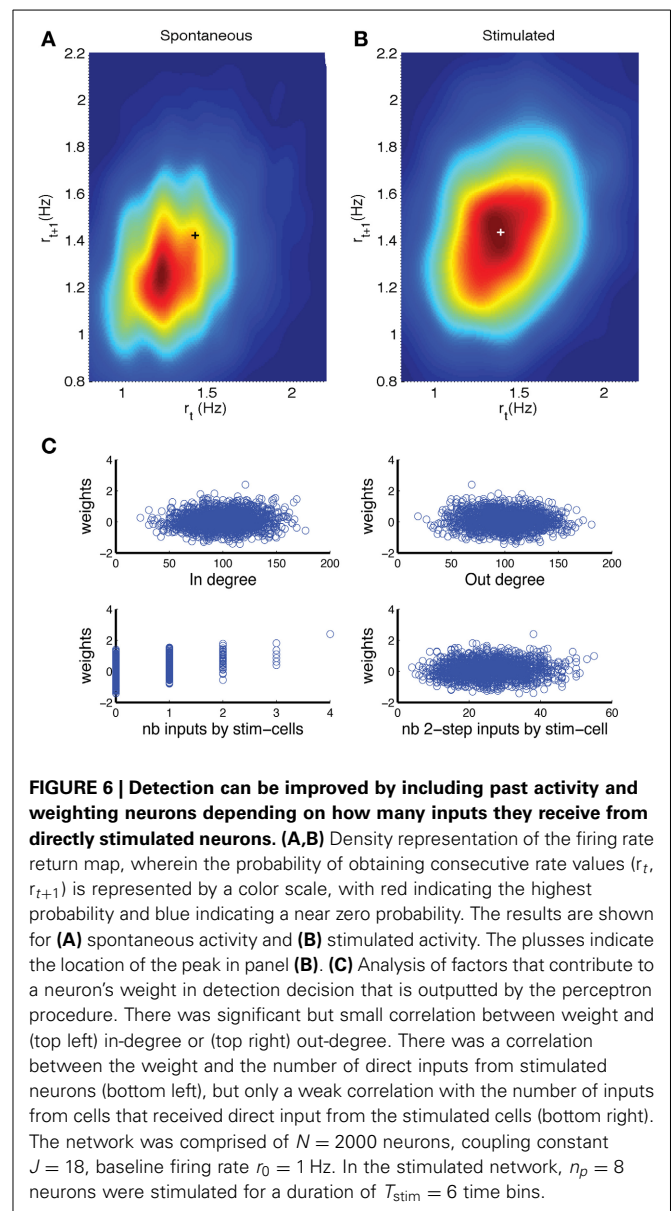 A
Spontaneous
B
Stimulated
2.2
2
1.8
1.6
1.4
1.2
1
0.8
r_{t+1}(Hz)
1
1.5
2
r_t (Hz)
2.2
2
1.8
1.6
1.4
1.2
1
0.8
r_{t+1}(Hz)
1
1.5
2
r_t(Hz)
C
4
2
0
−2
weights
0
50
100
150
200
In degree
4
2
0
−2
weights
0
50
100
150
200
Out degree
4
2
0
−2
weights
0
1
2
3
4
nb inputs by stim−cells
4
2
0
−2
weights
0
20
40
60
nb 2−step inputs by stim−cell
FIGURE 6 | Detection can be improved by including past activity and
weighting neurons depending on how many inputs they receive from
directly stimulated neurons. (A,B) Density representation of the firing rate
return map, wherein the probability of obtaining consecutive rate values (r_t,
r_{t+1}) is represented by a color scale, with red indicating the highest
probability and blue indicating a near zero probability. The results are shown
for (A) spontaneous activity and (B) stimulated activity. The plusses indicate
the location of the peak in panel (B). (C) Analysis of factors that contribute to
a neuron's weight in detection decision that is outputted by the perceptron
procedure. There was significant but small correlation between weight and
(top left) in-degree or (top right) out-degree. There was a correlation
between the weight and the number of direct inputs from stimulated
neurons (bottom left), but only a weak correlation with the number of inputs
from cells that received direct input from the stimulated cells (bottom right).
The network was comprised of N = 2000 neurons, coupling constant
J = 18, baseline firing rate r_0 = 1 Hz. In the stimulated network, n_p = 8
neurons were stimulated for a duration of T_stim = 6 time bins.